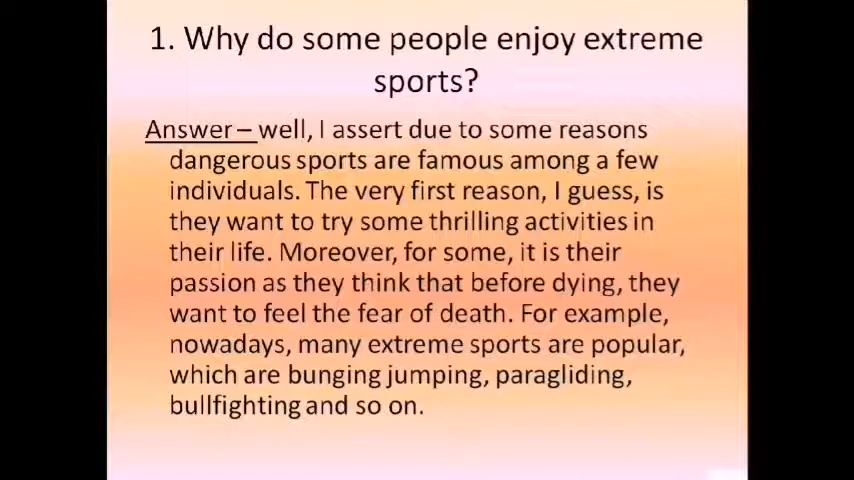 1. Why do some people enjoy extreme
sports?
Answer – well, I assert due to some reasons
dangerous sports are famous among a few
individuals. The very first reason, I guess, is
they want to try some thrilling activities in
their life. Moreover, for some, it is their
passion as they think that before dying, they
want to feel the fear of death. For example,
nowadays, many extreme sports are popular,
which are bunging jumping, paragliding,
bullfighting and so on.